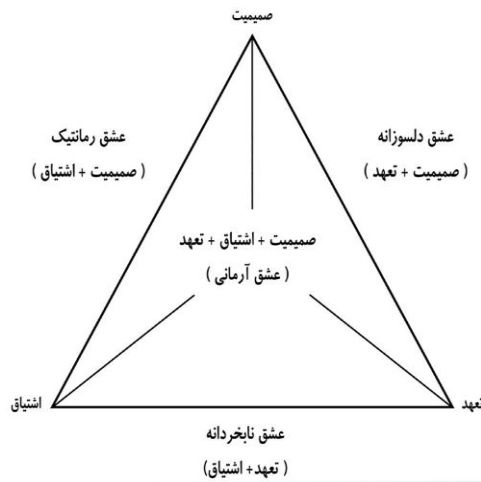 صمیمیت
عشق دلسوزانه
( صمیمیت + تعهد )
عشق رمانتیک
( صمیمیت + اشتیاق )
صمیمیت + اشتیاق + تعهد
( عشق آرمانی )
تعهد
اشتیاق
عشق نابخردانه
(تعهد+ اشتیاق)